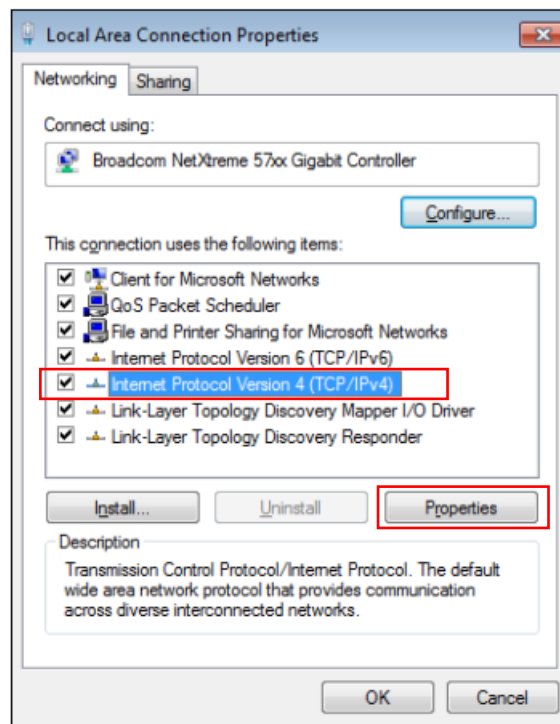 Local Area Connection Properties
Networking
Sharing
Connect using:
Broadcom NetXtreme 57xx Gigabit Controller
Configure...
This connection uses the following items:
Client for Microsoft Networks
QoS Packet Scheduler
File and Printer Sharing for Microsoft Networks
Internet Protocol Version 6 (TCP/IPv6)
Internet Protocol Version 4 (TCP/IPv4)
Link-Layer Topology Discovery Mapper I/O Driver
Link-Layer Topology Discovery Responder
Install...
Uninstall
Properties
Description
Transmission Control Protocol/Internet Protocol. The default
wide area network protocol that provides communication
across diverse interconnected networks.
OK
Cancel